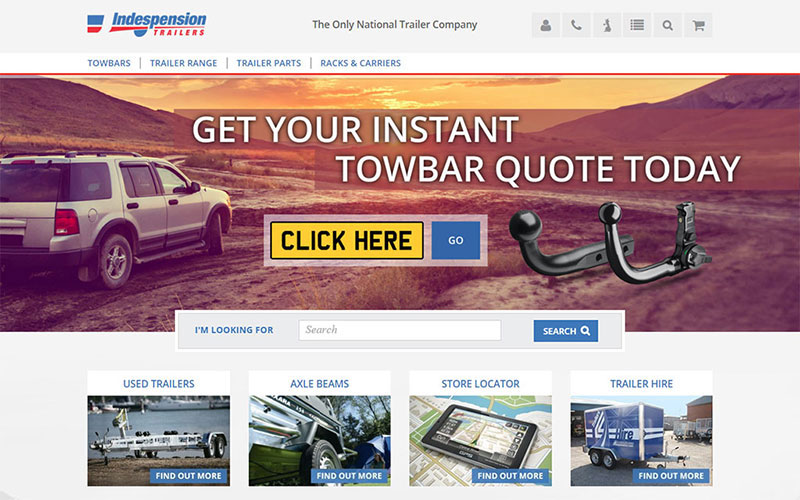 Indespension
TRAILERS
The Only National Trailer Company
TOWBARS | TRAILER RANGE | TRAILER PARTS | RACKS & CARRIERS
GET YOUR INSTANT
TOWBAR QUOTE TODAY
CLICK HERE GO
I'M LOOKING FOR Search SEARCH
USED TRAILERS AXLE BEAMS STORE LOCATOR TRAILER HIRE
Hire
GPS
FIND OUT MORE FIND OUT MORE FIND OUT MORE FIND OUT MORE